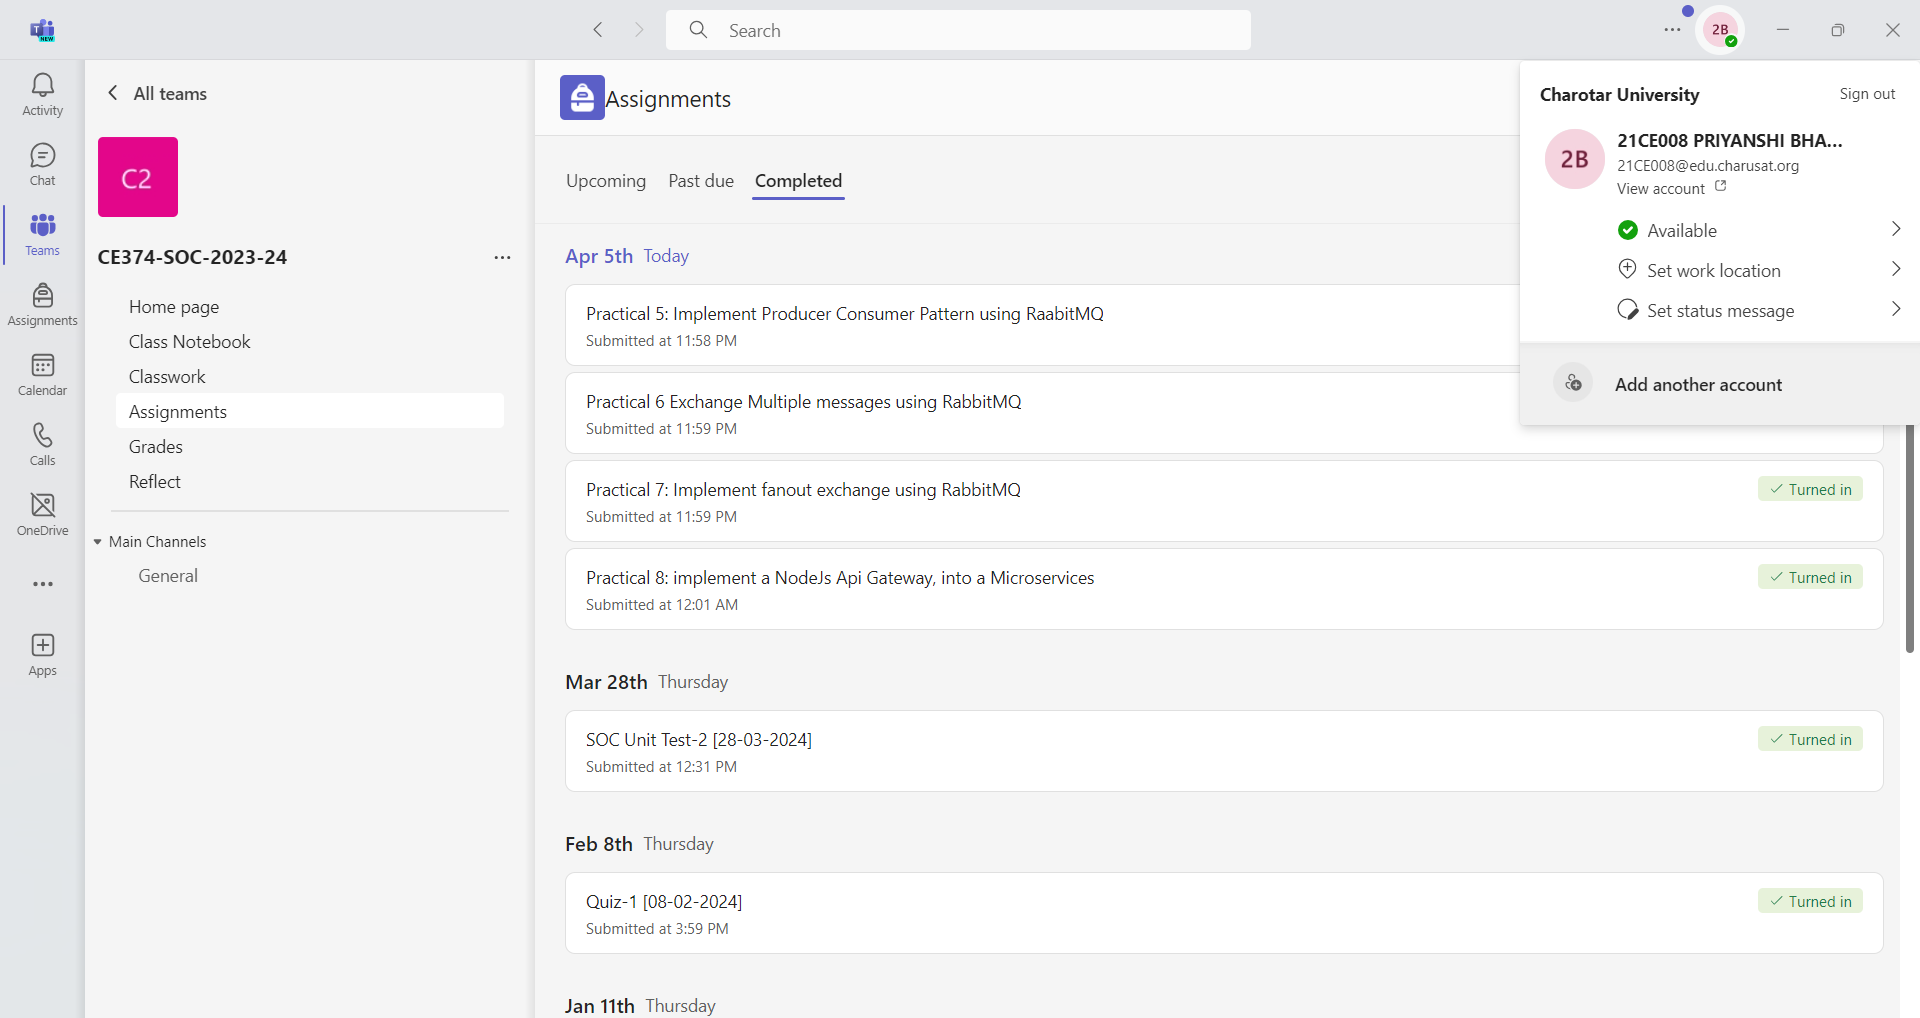 NEW
Search
2B
Activity
Chat
Teams
Assignments
Calendar
Calls
OneDrive
Apps
All teams
C2
CE374-SOC-2023-24
Home page
Class Notebook
Classwork
Assignments
Grades
Reflect
Main Channels
General
Assignments
Upcoming Past due Completed
Apr 5th Today
Practical 5: Implement Producer Consumer Pattern using RaabitMQ
Submitted at 11:58 PM
Practical 6 Exchange Multiple messages using RabbitMQ
Submitted at 11:59 PM
Practical 7: Implement fanout exchange using RabbitMQ
Turned in
Submitted at 11:59 PM
Practical 8: implement a NodeJs Api Gateway, into a Microservices
Turned in
Submitted at 12:01 AM
Mar 28th Thursday
SOC Unit Test-2 [28-03-2024]
Turned in
Submitted at 12:31 PM
Feb 8th Thursday
Quiz-1 [08-02-2024]
Turned in
Submitted at 3:59 PM
Jan 11th Thursday
Charotar University
Sign out
2B
21CE008 PRIYANSHI BHA...
21CE008@edu.charusat.org
View account
Available
Set work location
Set status message
Add another account